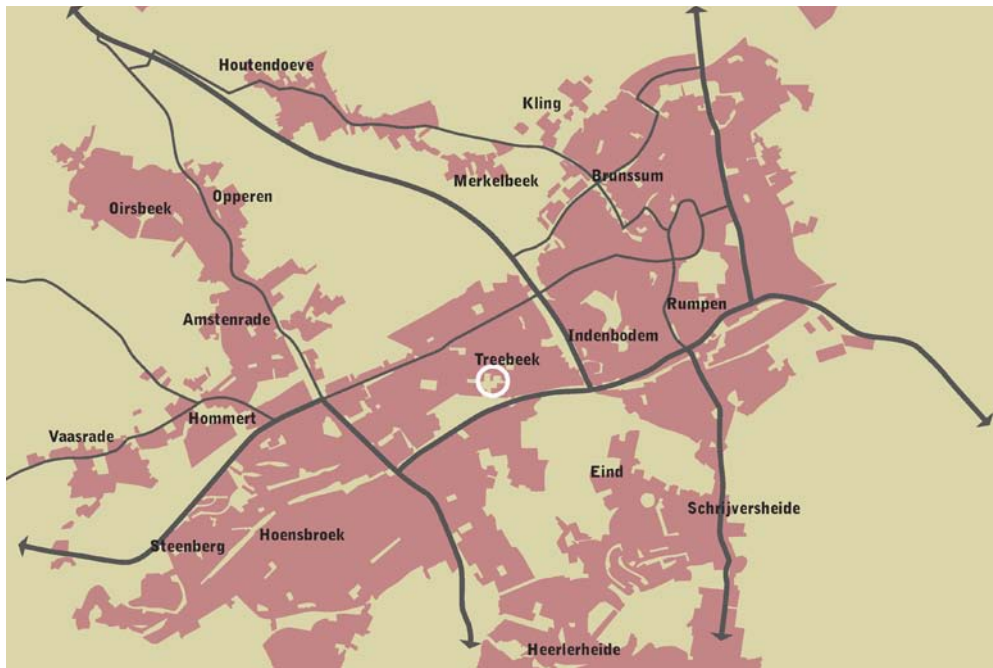 Houtendoeve
Kling
Merkelbeek
Brunssum
Opperen
Oirsbeek
Amstenrade
Rumpen
Indenbodem
Treebeek
Hommert
Vaasrade
Eind
Schrijversheide
Hoensbroek
Steenberg
Heerlerheide